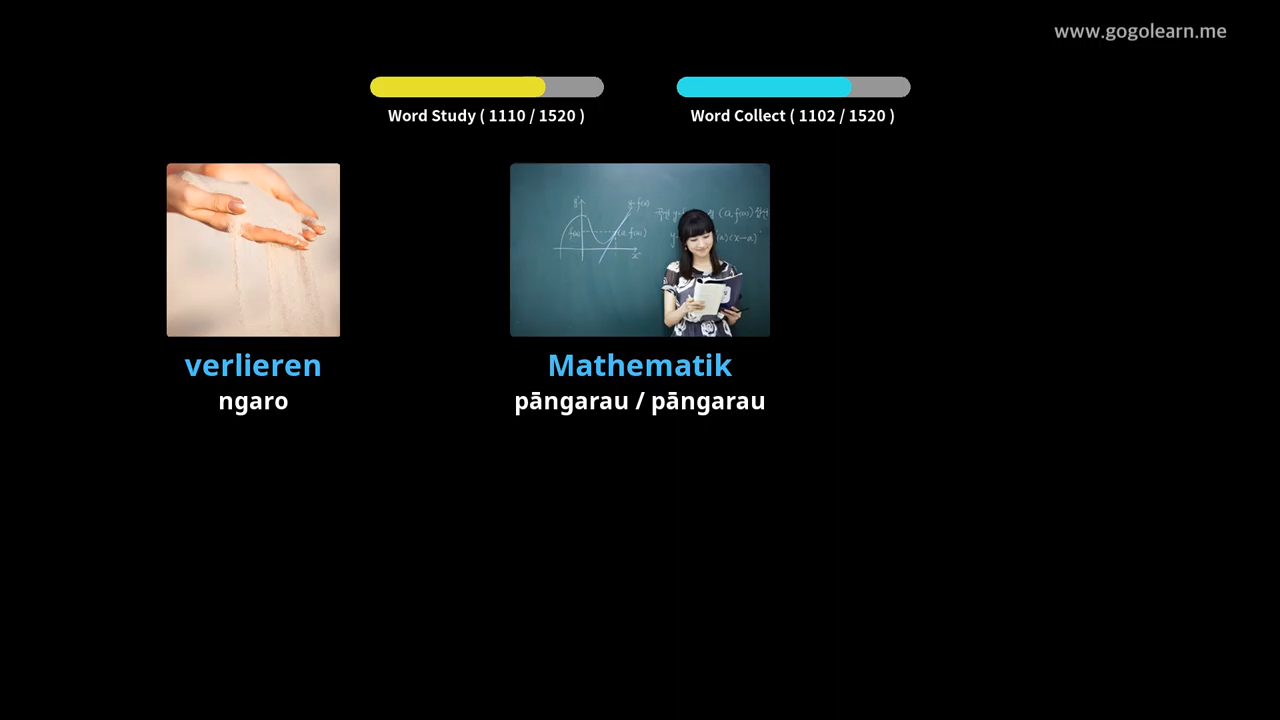 www.gogolearn.me
Word Study ( 1110 / 1520 )
Word Collect ( 1102 / 1520 )
verlieren
ngaro
Mathematik
pāngarau / pāngarau